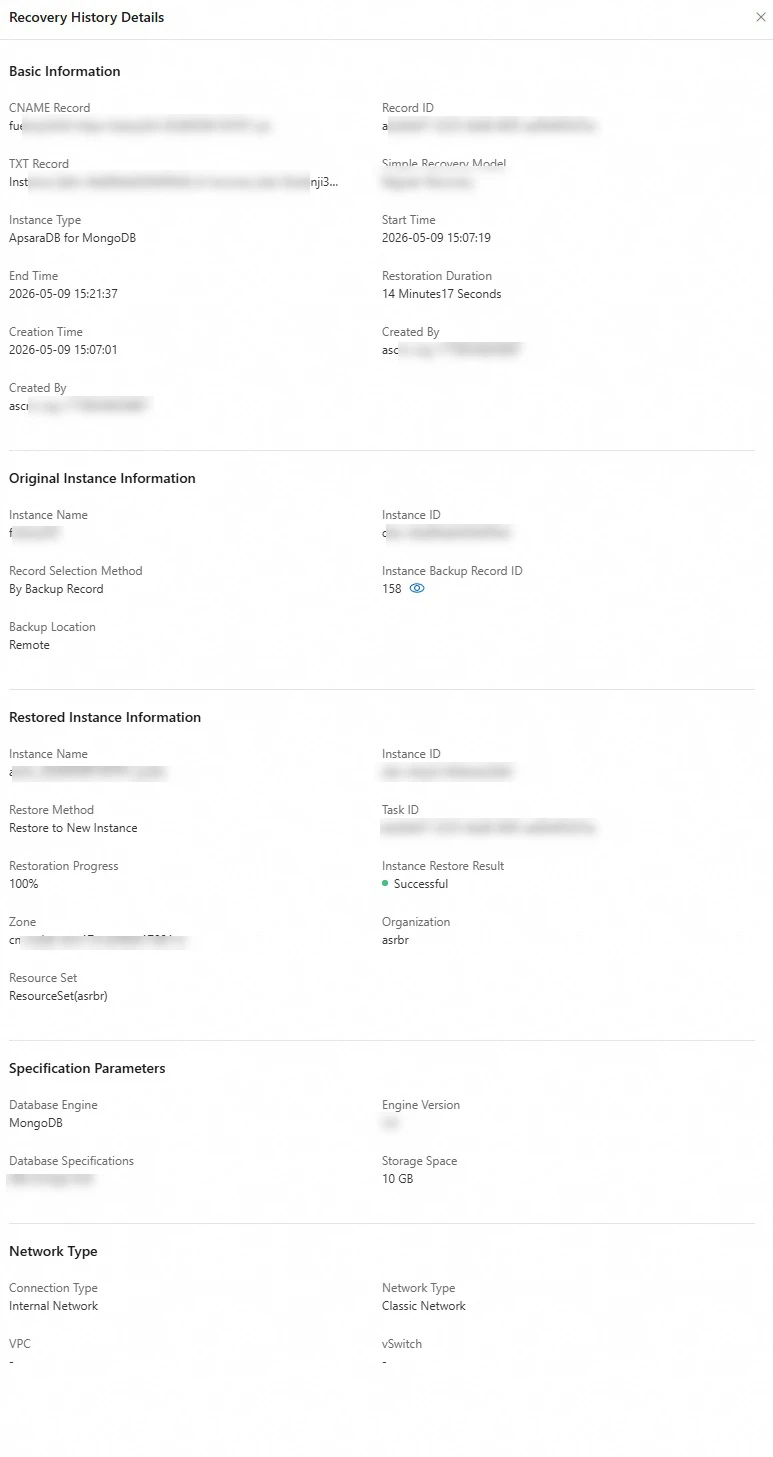 Recovery History Details
Basic Information
CNAME Record
Record ID
TXT Record
Simple Recovery Model
nji3...
Instance Type
Start Time
ApsaraDB for MongoDB
2026-05-09 15:07:19
End Time
Restoration Duration
2026-05-09 15:21:37
14 Minutes17 Seconds
Creation Time
Created By
2026-05-09 15:07:01
Created By
Original Instance Information
Instance Name
Instance ID
Record Selection Method
Instance Backup Record ID
By Backup Record
158
Backup Location
Remote
Restored Instance Information
Instance Name
Instance ID
Restore Method
Task ID
Restore to New Instance
Restoration Progress
Instance Restore Result
100%
Successful
Zone
Organization
asrbr
Resource Set
ResourceSet(asrbr)
Specification Parameters
Database Engine
Engine Version
MongoDB
Database Specifications
Storage Space
10 GB
Network Type
Connection Type
Network Type
Internal Network
Classic Network
VPC
vSwitch
-
-